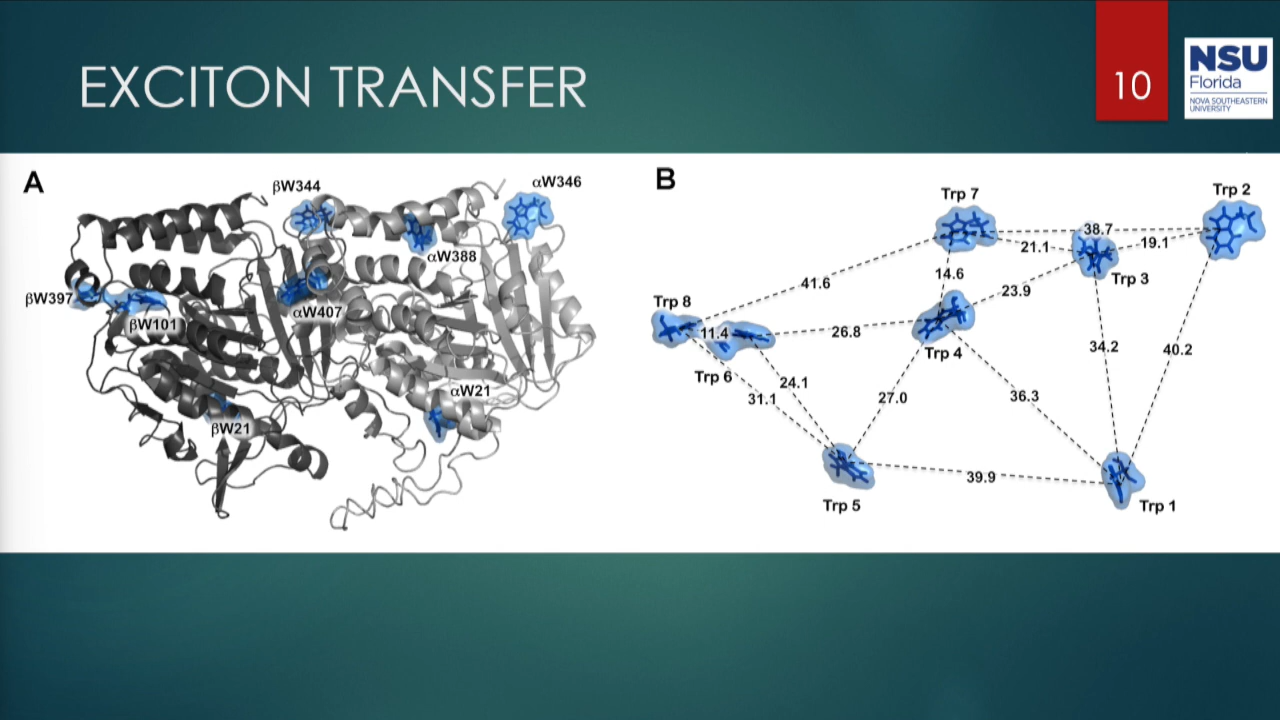 EXCITON TRANSFER
10
NSU
Florida
NOVA SOUTHEASTERN
UNIVERSITY
A
βW344
αW346
αW388
βW397
βW101
αW407
αW21
βW21
B
Trp 7
Trp 2
38.7
21.1
19.1
Trp 3
14.6
41.6
23.9
Trp 8
11.4
26.8
Trp 4
34.2
40.2
Trp 6
24.1
31.1
27.0
36.3
39.9
Trp 5
Trp 1